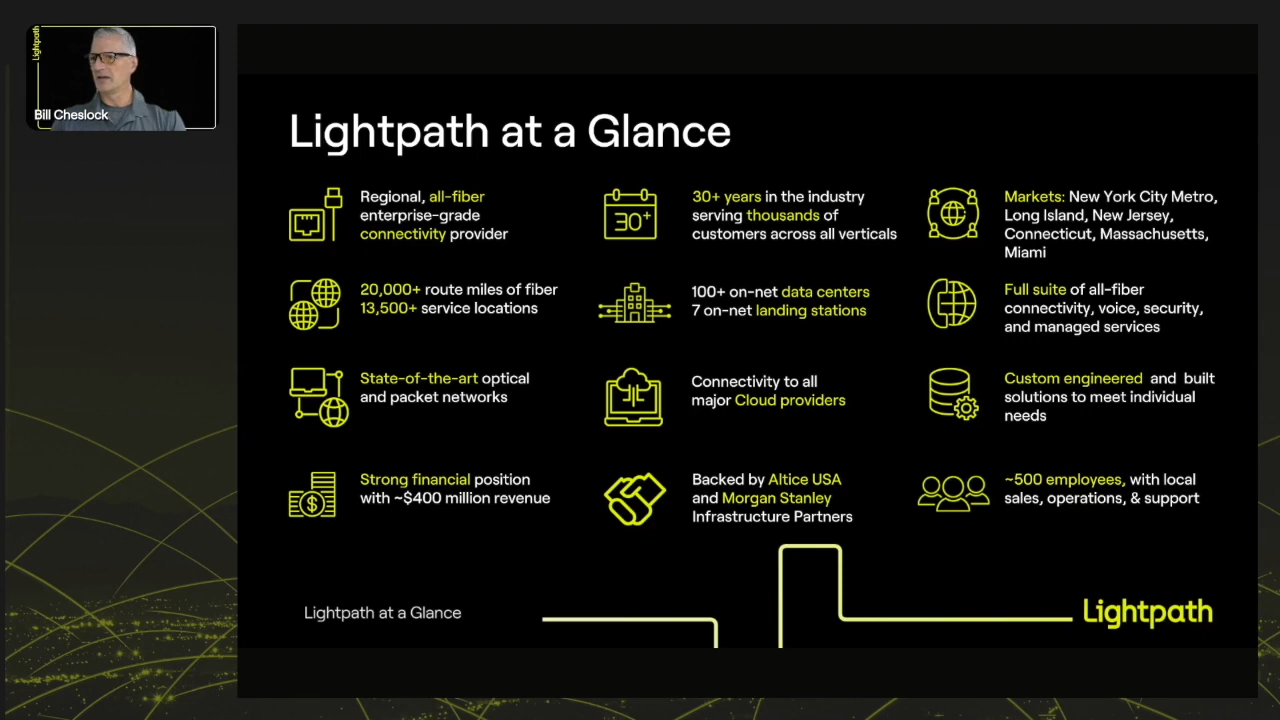 Lightpath
Bill Cheslock
Lightpath at a Glance
Regional, all-fiber
enterprise-grade
connectivity provider
30+
30+ years in the industry
serving thousands of
customers across all verticals
Markets: New York City Metro,
Long Island, New Jersey,
Connecticut, Massachusetts,
Miami
20,000+ route miles of fiber
13,500+ service locations
100+ on-net data centers
7 on-net landing stations
Full suite of all-fiber
connectivity, voice, security,
and managed services
State-of-the-art optical
and packet networks
Connectivity to all
major Cloud providers
Custom engineered and built
solutions to meet individual
needs
$
Strong financial position
with ~$400 million revenue
Backed by Altice USA
and Morgan Stanley
Infrastructure Partners
~500 employees, with local
sales, operations, & support
Lightpath at a Glance
Lightpath